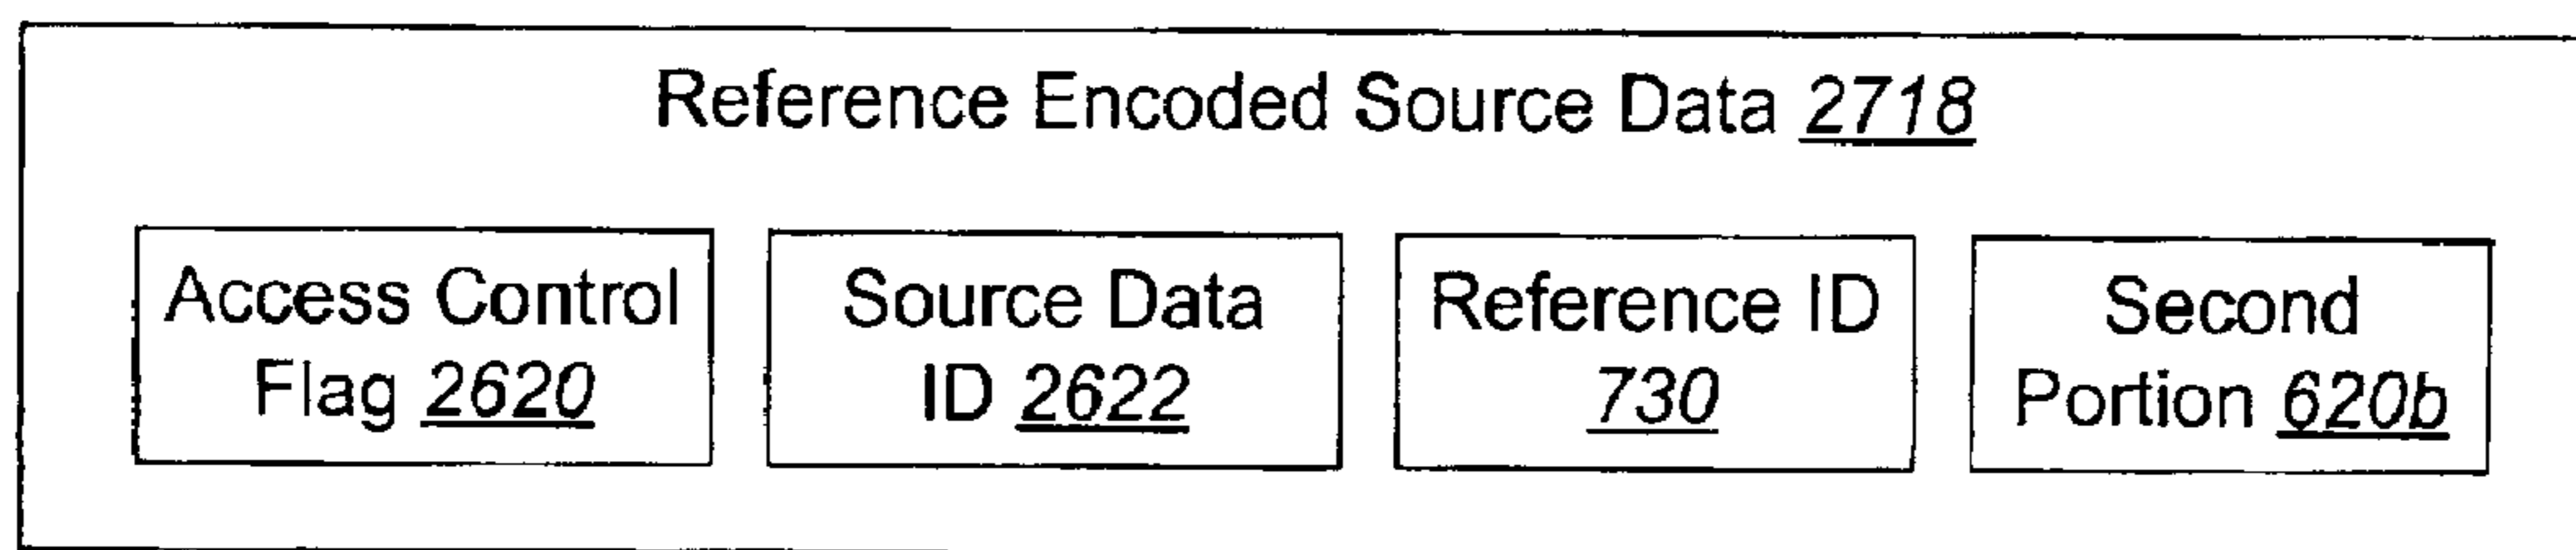 Reference Encoded Source Data 2718
Access Control
Flag 2620
Source Data
ID 2622
Reference ID
730
Second
Portion 620b